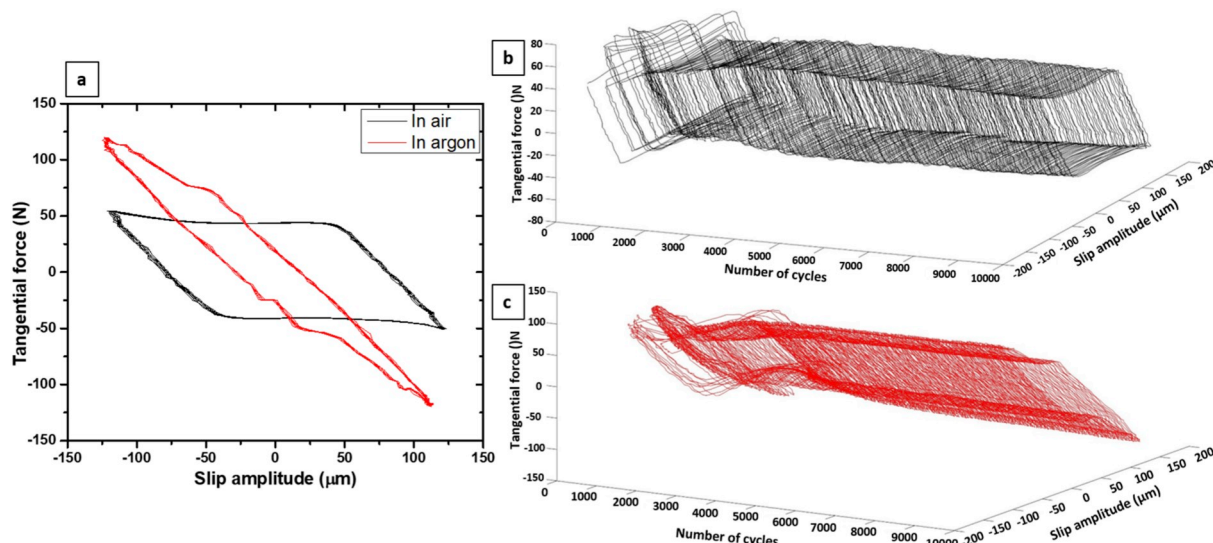 a
150
100
50
0
-50
-100
-150
-150 -100 -50 0 50 100 150
Tangential force (N)
Slip amplitude (μm)
In air
In argon
b
80
60
40
20
0
-20
-40
-60
-80
Tangential force ()N
0 1000 2000 3000 4000 5000 6000 7000 8000 9000 10000
Number of cycles
-200 -150 -100 -50 0 50 100 150 200
Slip amplitude (μm)
c
150
100
50
0
-50
-100
-150
Tangential force ()N
0 1000 2000 3000 4000 5000 6000 7000 8000 9000 10000
Number of cycles
-200 -150 -100 -50 0 50 100 150 200
Slip amplitude (μm)